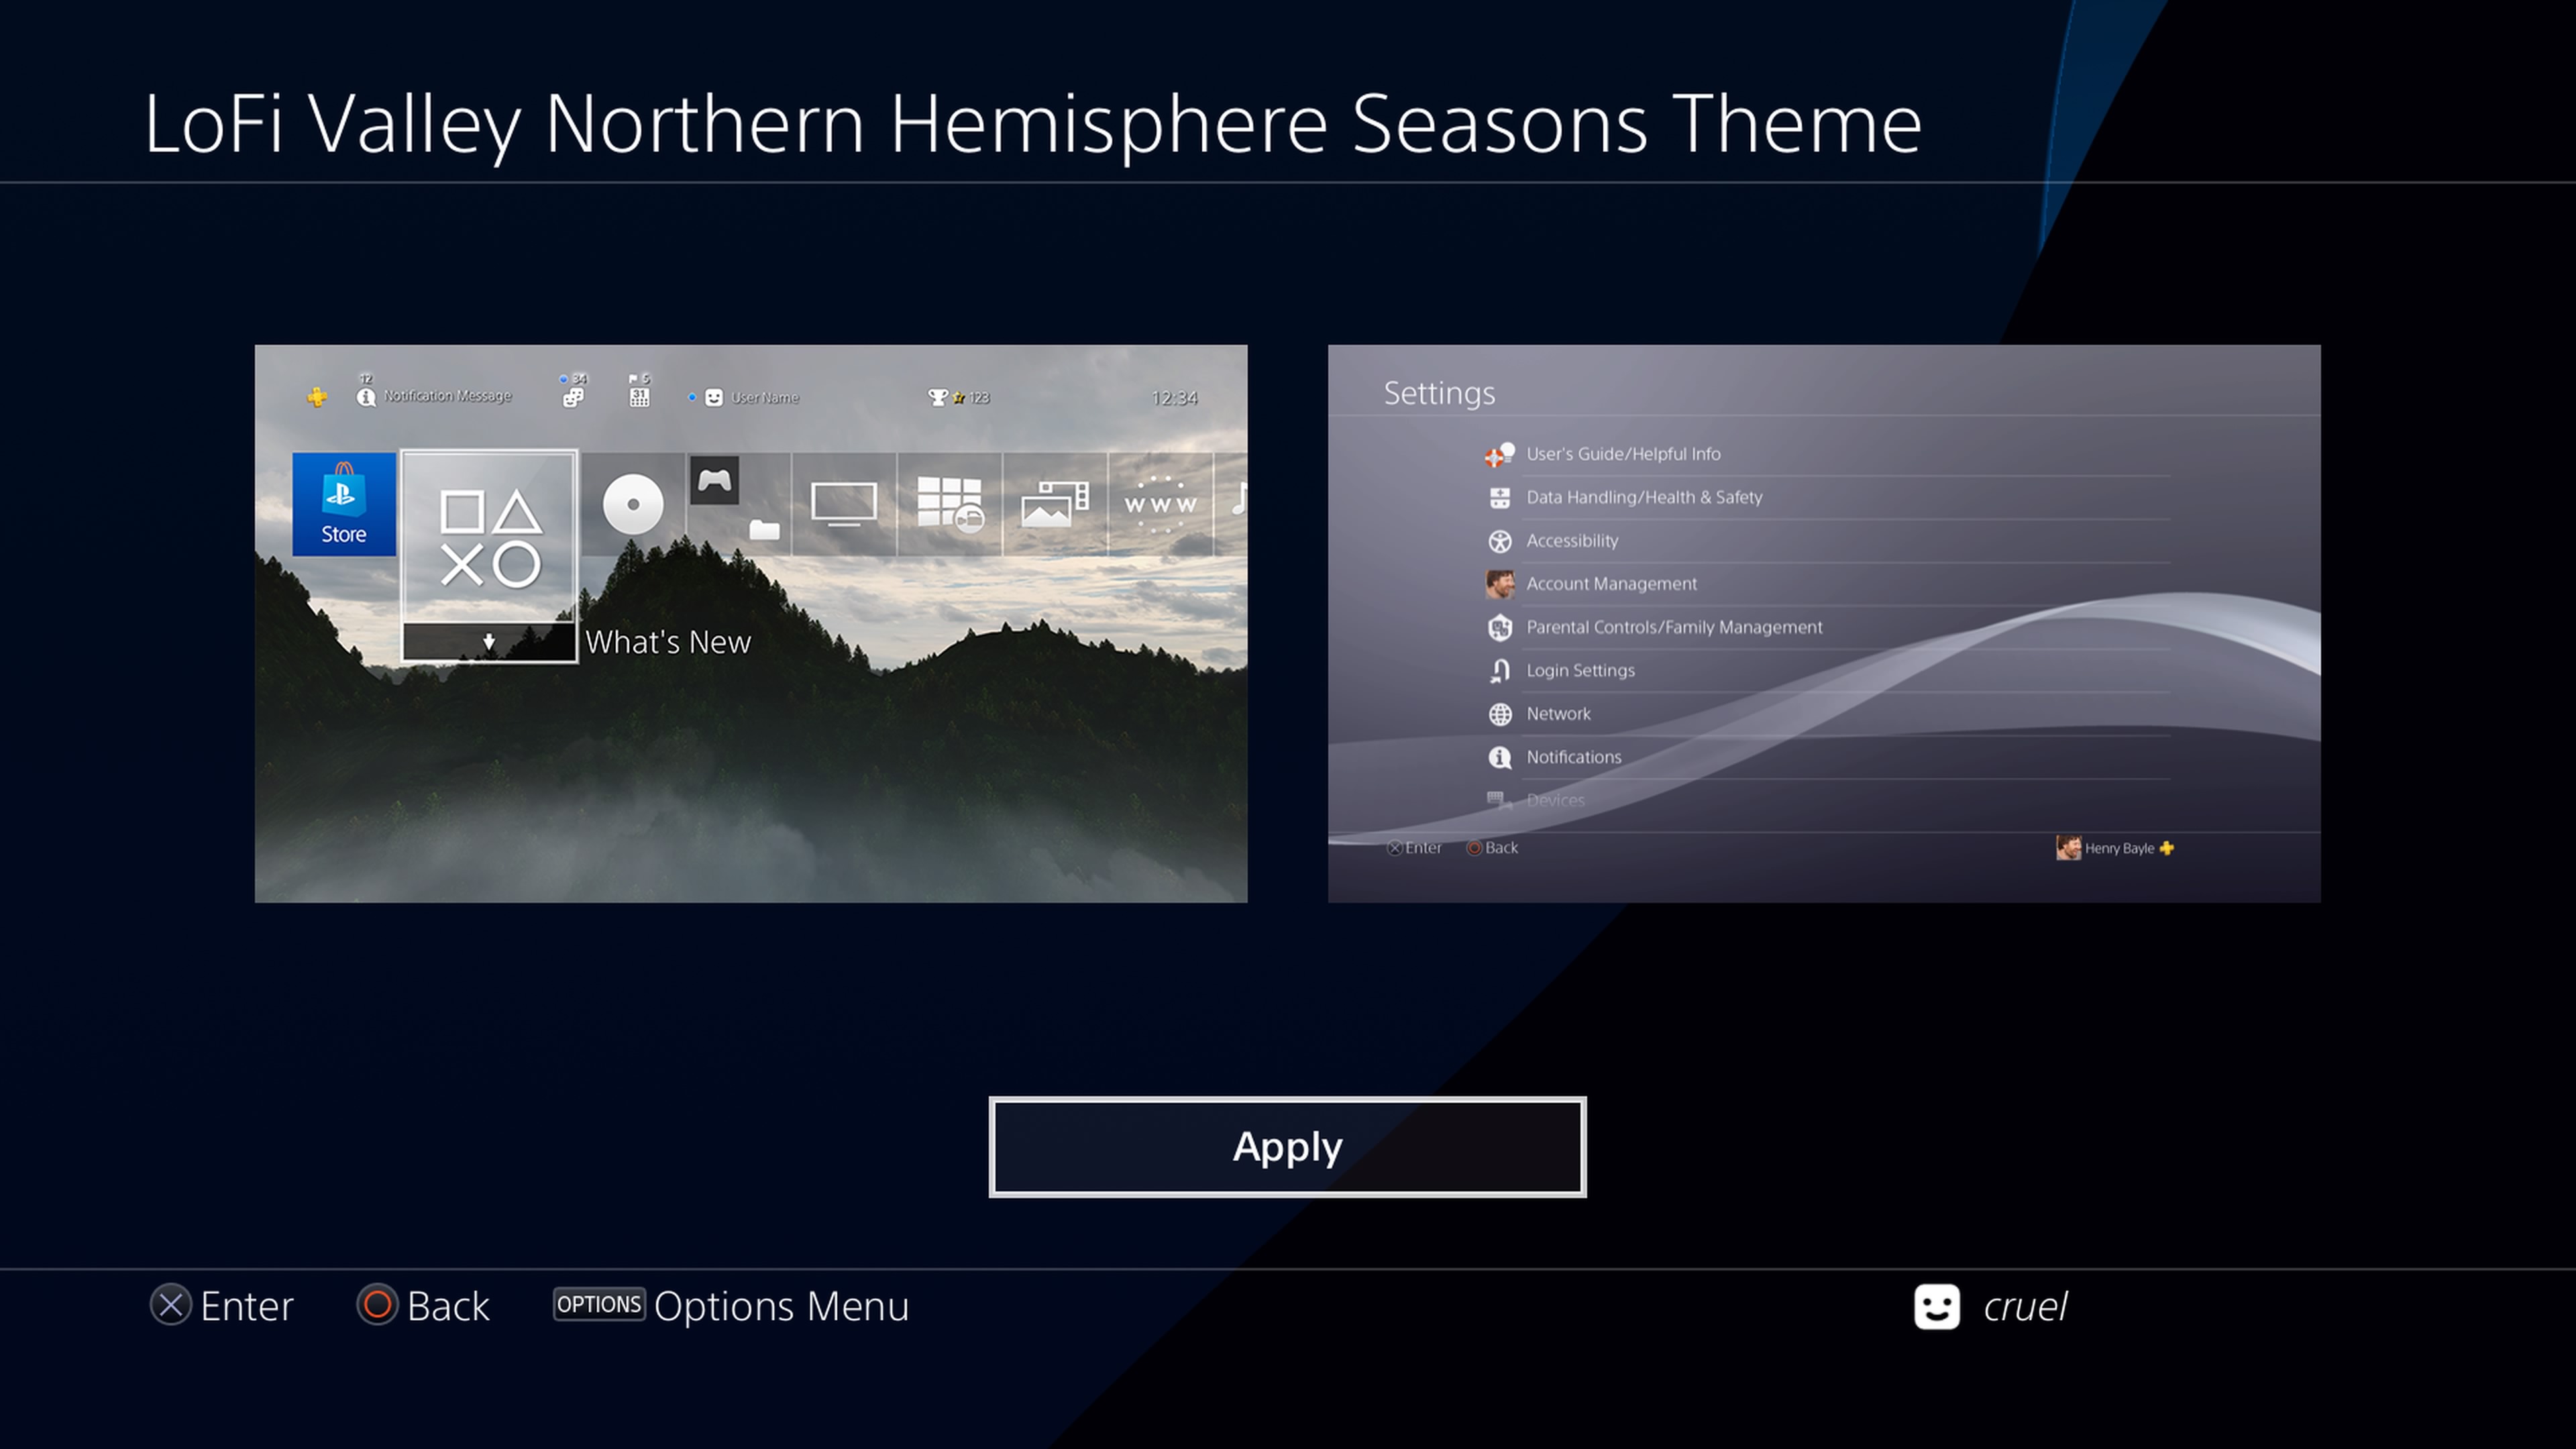 LoFi Valley Northern Hemisphere Seasons Theme
12
Notification Message
34
5
31
User Name
123
12:34
Store
www
What's New
Settings
User's Guide/Helpful Info
Data Handling/Health & Safety
Accessibility
Account Management
Parental Controls/Family Management
Login Settings
Network
Notifications
Devices
Enter Back
Henry Bayle
Apply
Enter Back OPTIONS Options Menu
cruel